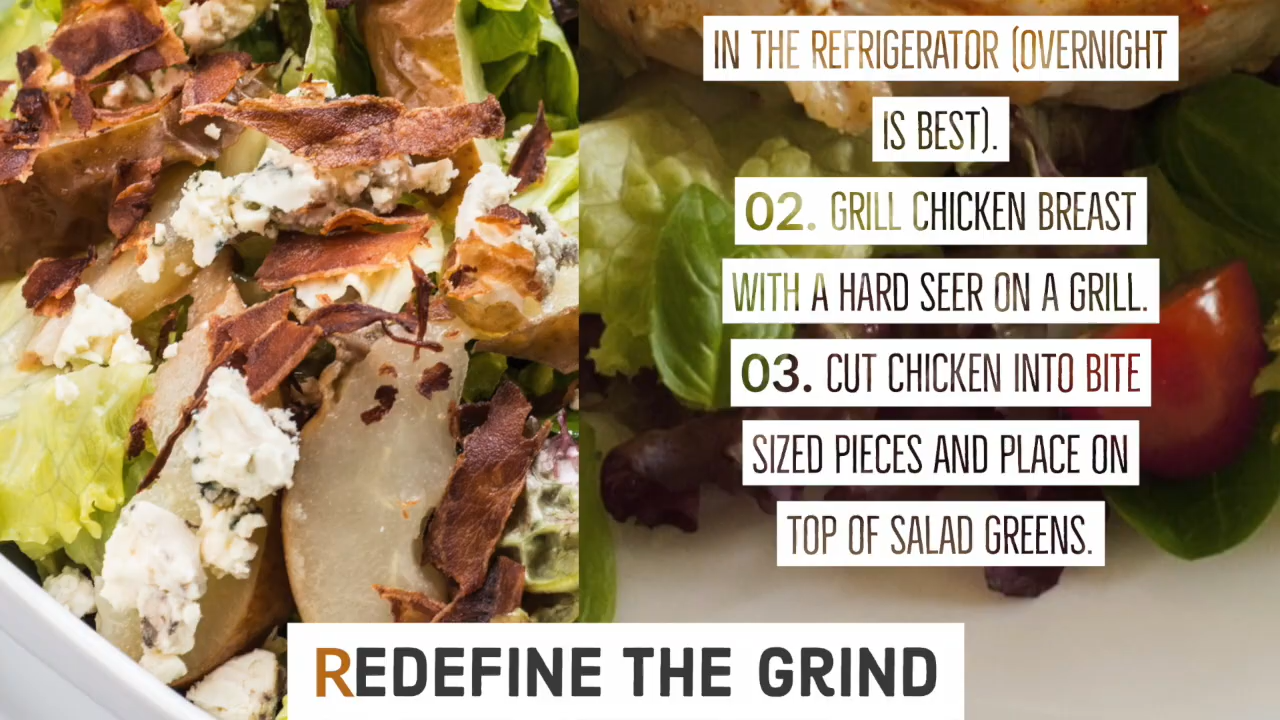 IN THE REFRIGERATOR (OVERNIGHT
IS BEST).
02. GRILL CHICKEN BREAST
WITH A HARD SEER ON A GRILL.
03. CUT CHICKEN INTO BITE
SIZED PIECES AND PLACE ON
TOP OF SALAD GREENS.
REDEFINE THE GRIND